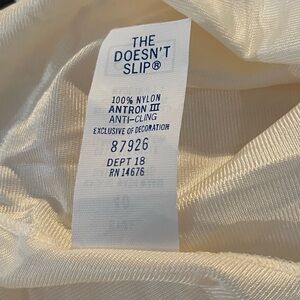 THE
DOESN'T
SLIP®
100% NYLON
ANTRON III
ANTI-CLING
EXCLUSIVE OF DECORATION
87926
DEPT 18
RN 14676